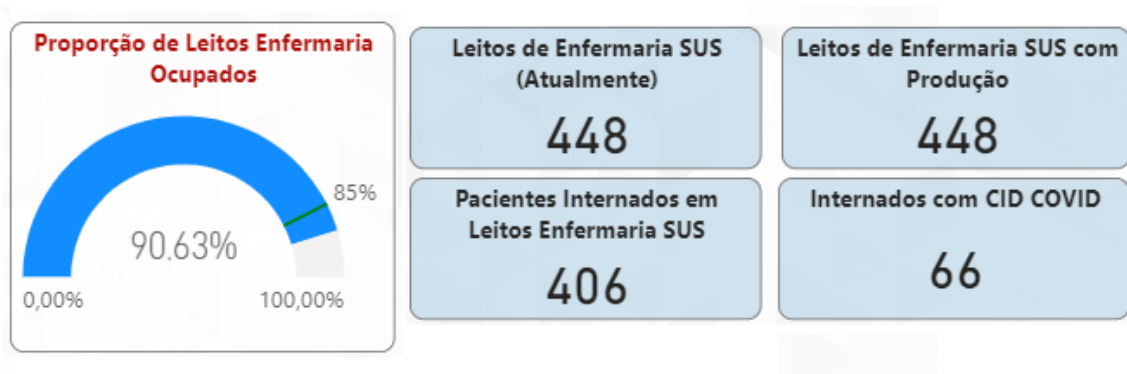 Proporção de Leitos Enfermaria
Ocupados
85%
90,63%
0,00%
100,00%
Leitos de Enfermaria SUS
(Atualmente)
448
Leitos de Enfermaria SUS com
Produção
448
Pacientes Internados em
Leitos Enfermaria SUS
406
Internados com CID COVID
66